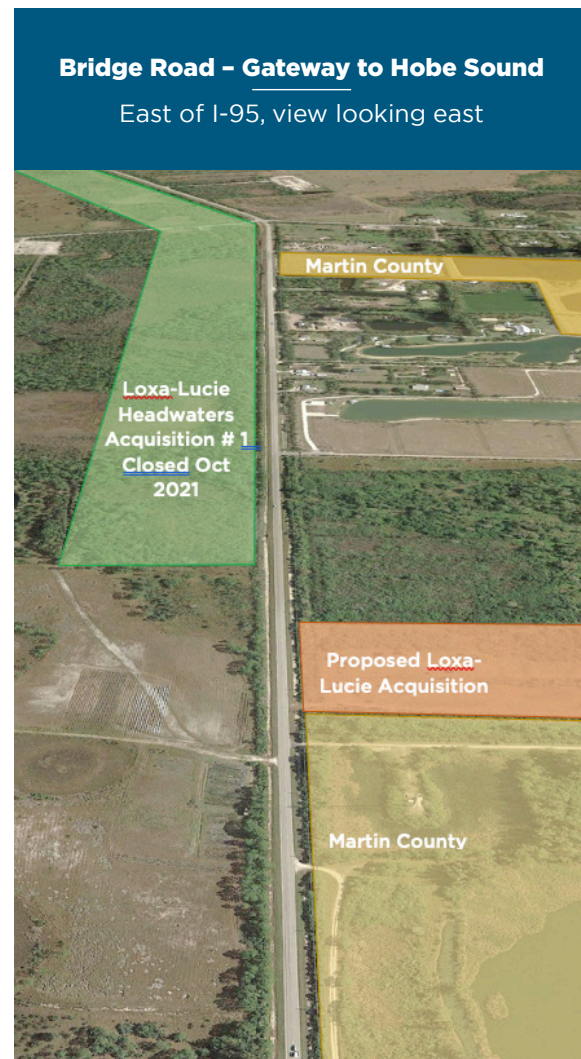 Bridge Road – Gateway to Hobe Sound
East of I-95, view looking east
Martin County
Loxa-Lucie
Headwaters
Acquisition # 1
Closed Oct
2021
Proposed Loxa-
Lucie Acquisition
Martin County